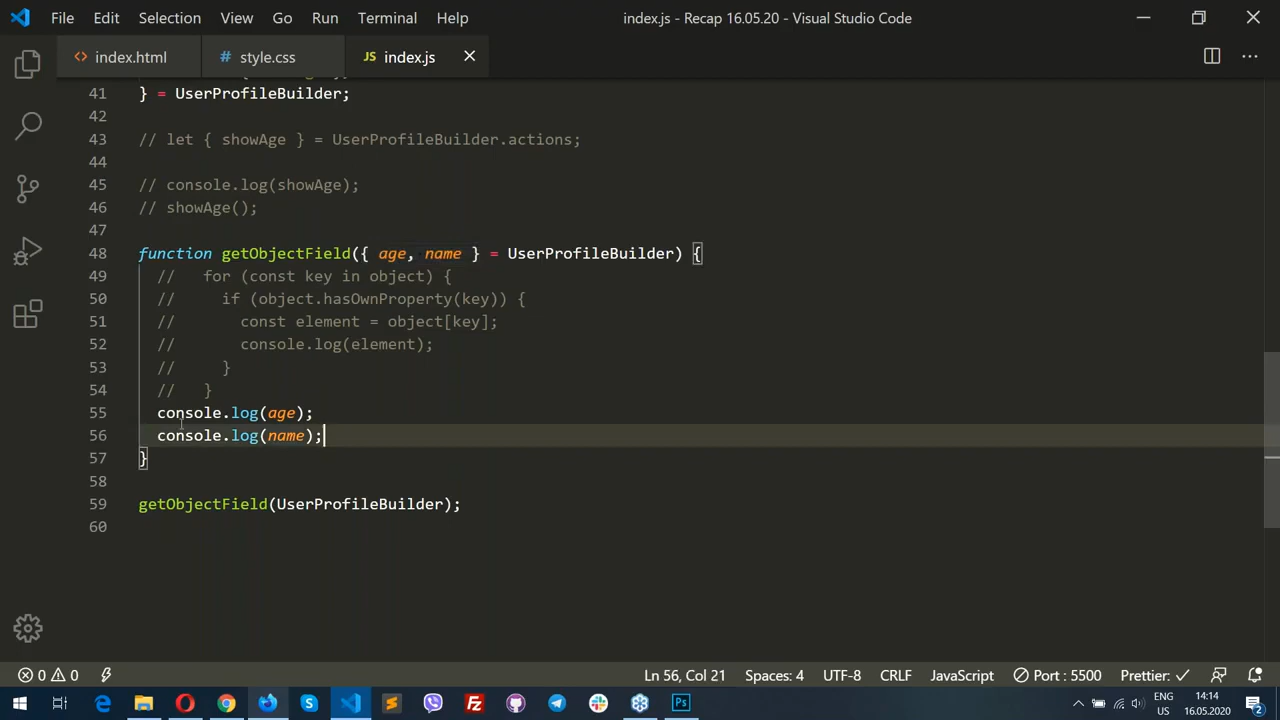 File Edit Selection View Go Run Terminal Help index.js - Recap 16.05.20 - Visual Studio Code
<> index.html # style.css JS index.js
41 } = UserProfileBuilder;
42
43 // let { showAge } = UserProfileBuilder.actions;
44
45 // console.log(showAge);
46 // showAge();
47
48 function getObjectField({ age, name } = UserProfileBuilder) {
49 // for (const key in object) {
50 // if (object.hasOwnProperty(key)) {
51 // const element = object[key];
52 // console.log(element);
53 // }
54 // }
55 console.log(age);
56 console.log(name);
57 }
58
59 getObjectField(UserProfileBuilder);
60
0 0 Ln 56, Col 21 Spaces: 4 UTF-8 CRLF JavaScript Port : 5500 Prettier: ✓
ENG 14:14
US 16.05.2020 2